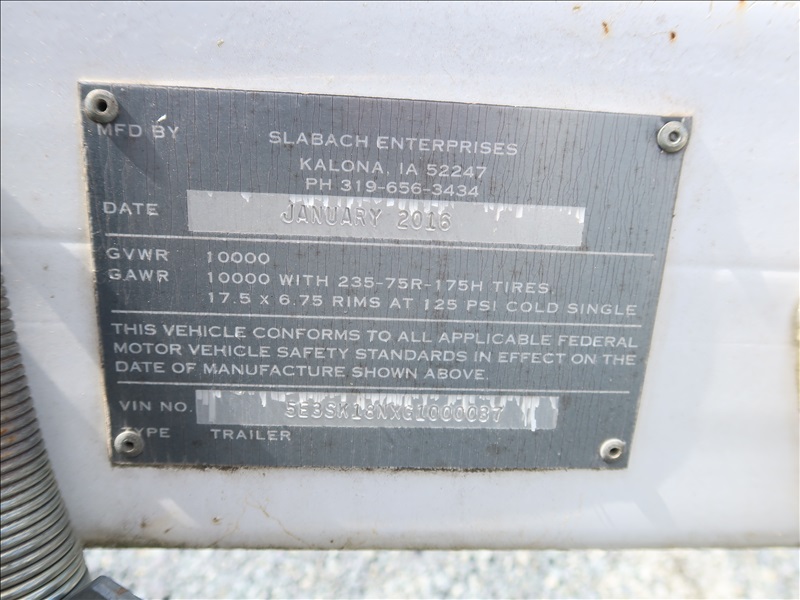 MFD BY SLABACH ENTERPRISES
KALONA, IA 52247
PH 319-656-3434
DATE JANUARY 2016
GVWR 10000
GAWR 10000 WITH 235-75R-175H TIRES,
17.5 X 6.75 RIMS AT 125 PSI COLD SINGLE
THIS VEHICLE CONFORMS TO ALL APPLICABLE FEDERAL
MOTOR VEHICLE SAFETY STANDARDS IN EFFECT ON THE
DATE OF MANUFACTURE SHOWN ABOVE.
VIN NO. 5E3SK18NXG1000037
TYPE TRAILER